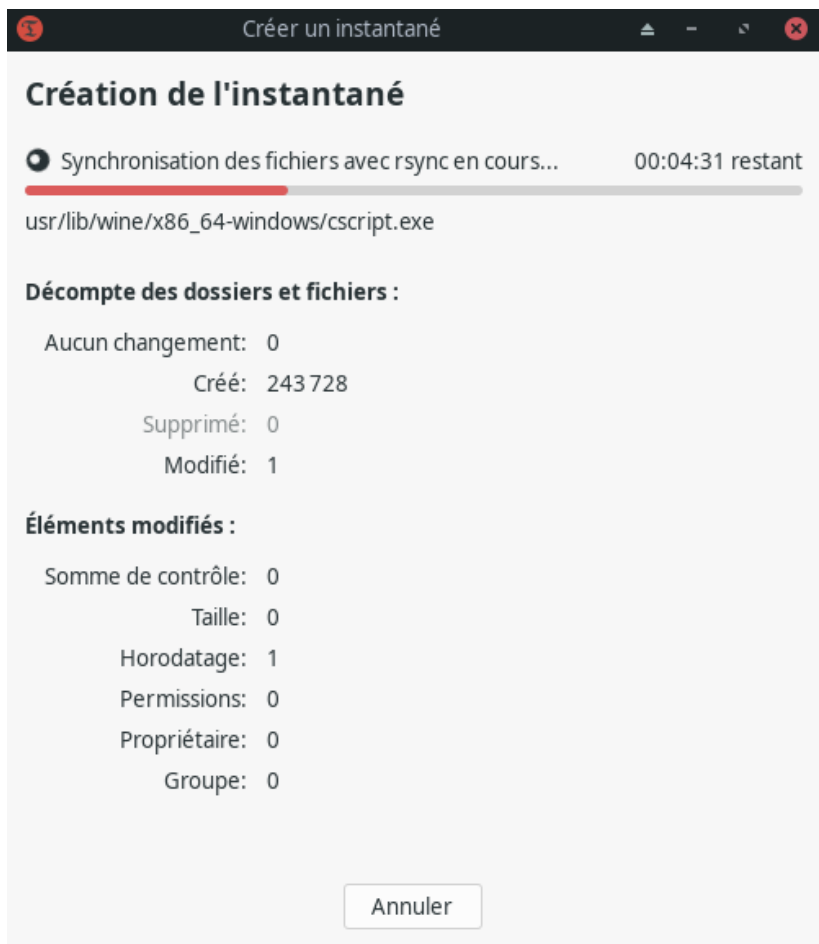 Créer un instantané
Création de l'instantané
Synchronisation des fichiers avec rsync en cours... 00:04:31 restant
usr/lib/wine/x86_64-windows/cscript.exe
Décompte des dossiers et fichiers :
Aucun changement: 0
Créé: 243 728
Supprimé: 0
Modifié: 1
Éléments modifiés :
Somme de contrôle: 0
Taille: 0
Horodatage: 1
Permissions: 0
Propriétaire: 0
Groupe: 0
Annuler